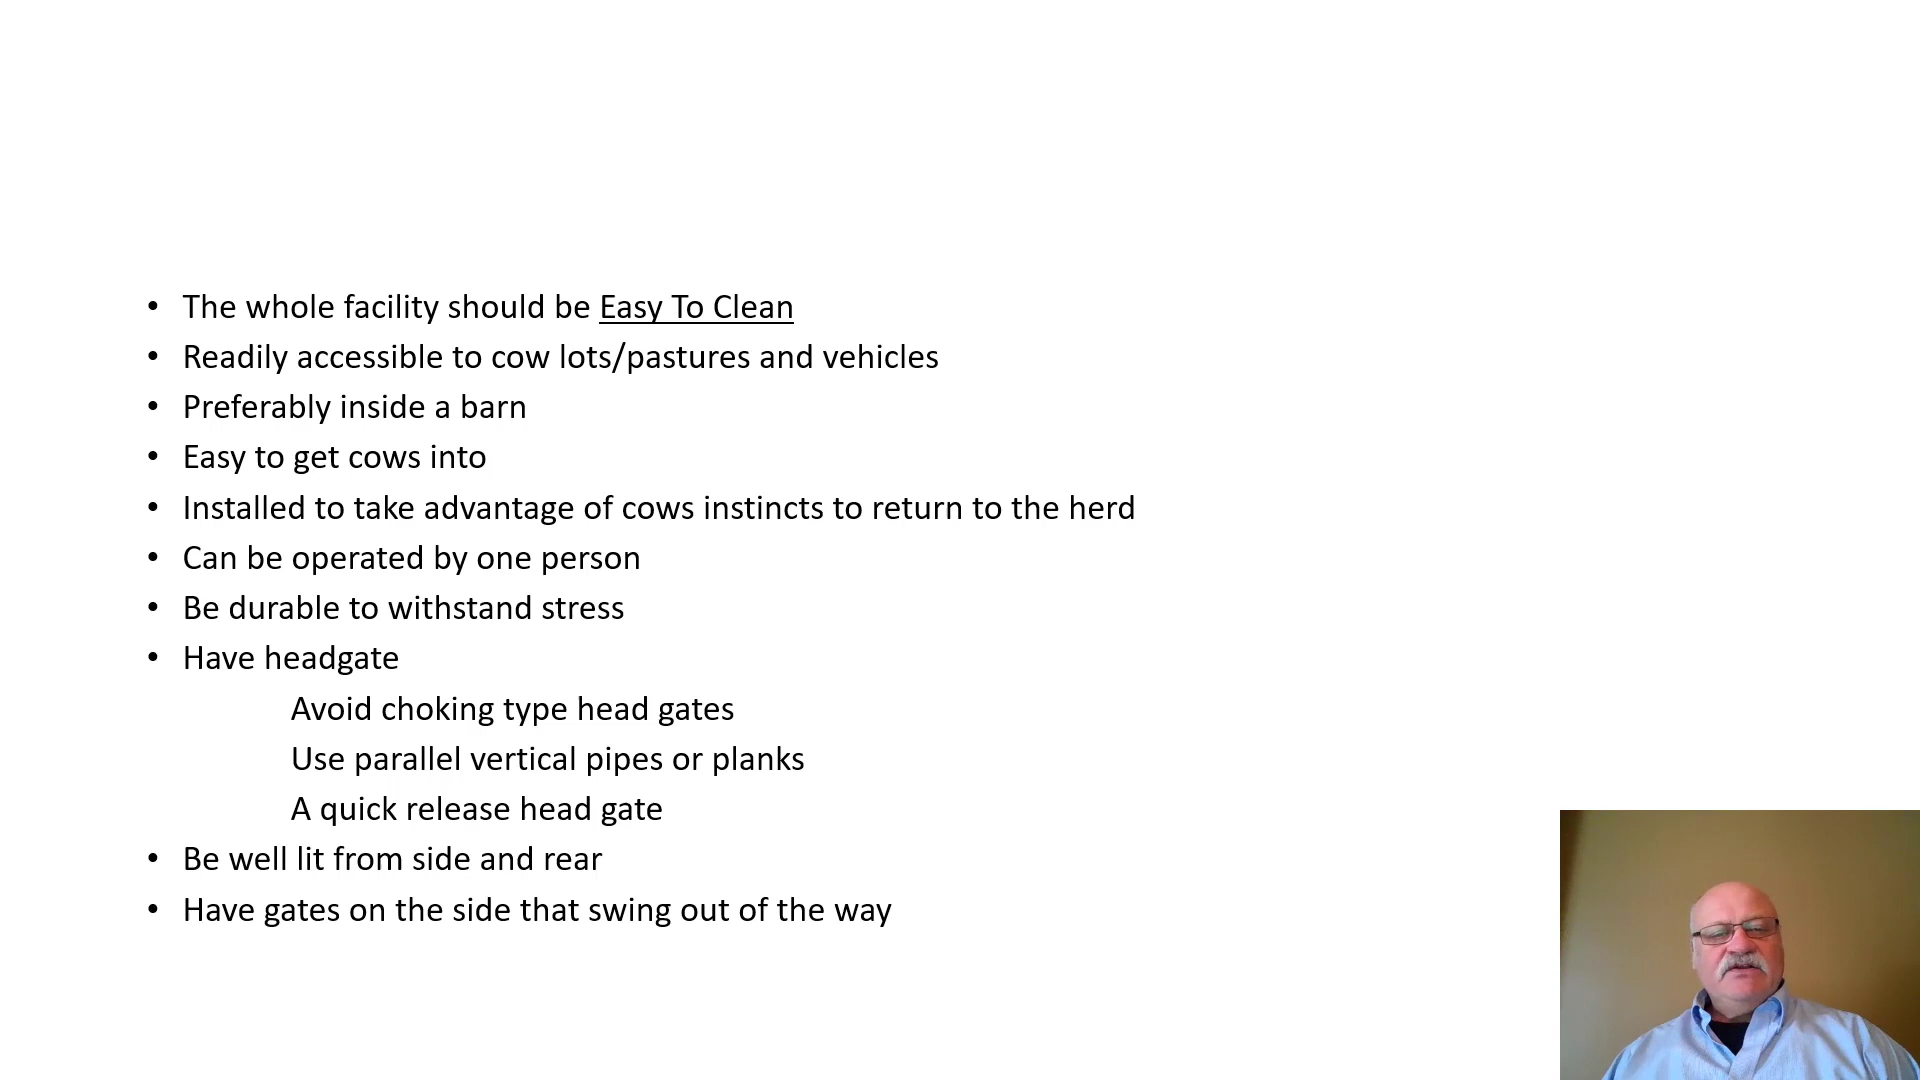 • The whole facility should be Easy To Clean
• Readily accessible to cow lots/pastures and vehicles
• Preferably inside a barn
• Easy to get cows into
• Installed to take advantage of cows instincts to return to the herd
• Can be operated by one person
• Be durable to withstand stress
• Have headgate
Avoid choking type head gates
Use parallel vertical pipes or planks
A quick release head gate
• Be well lit from side and rear
• Have gates on the side that swing out of the way